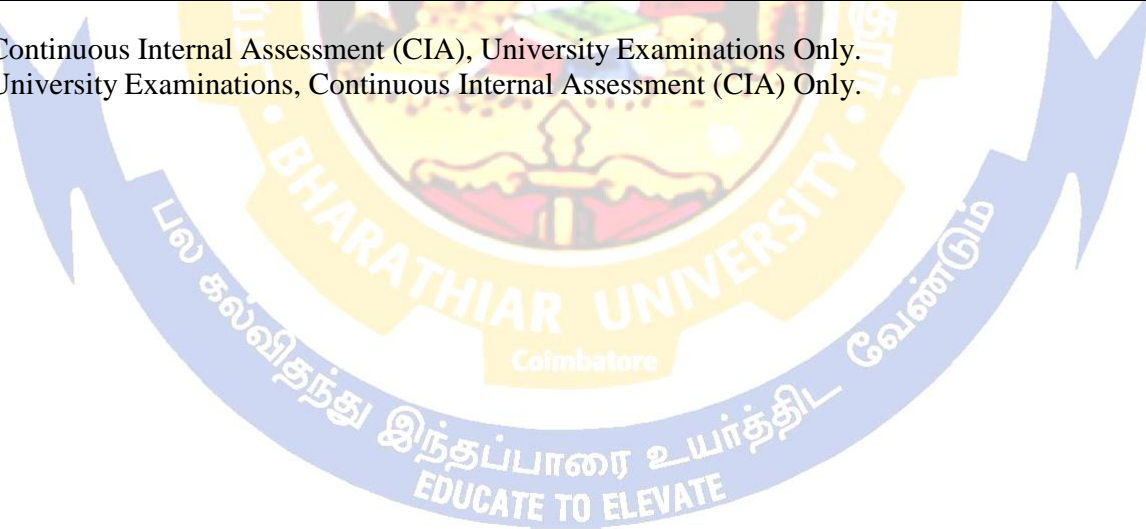 Continuous Internal Assessment (CIA), University Examinations Only.
University Examinations, Continuous Internal Assessment (CIA) Only.
BHARATHIAR UNIVERSITY
Coimbatore
பல கல்விதந்து இந்தப்பாரை உயர்த்திட வேண்டும்
EDUCATE TO ELEVATE